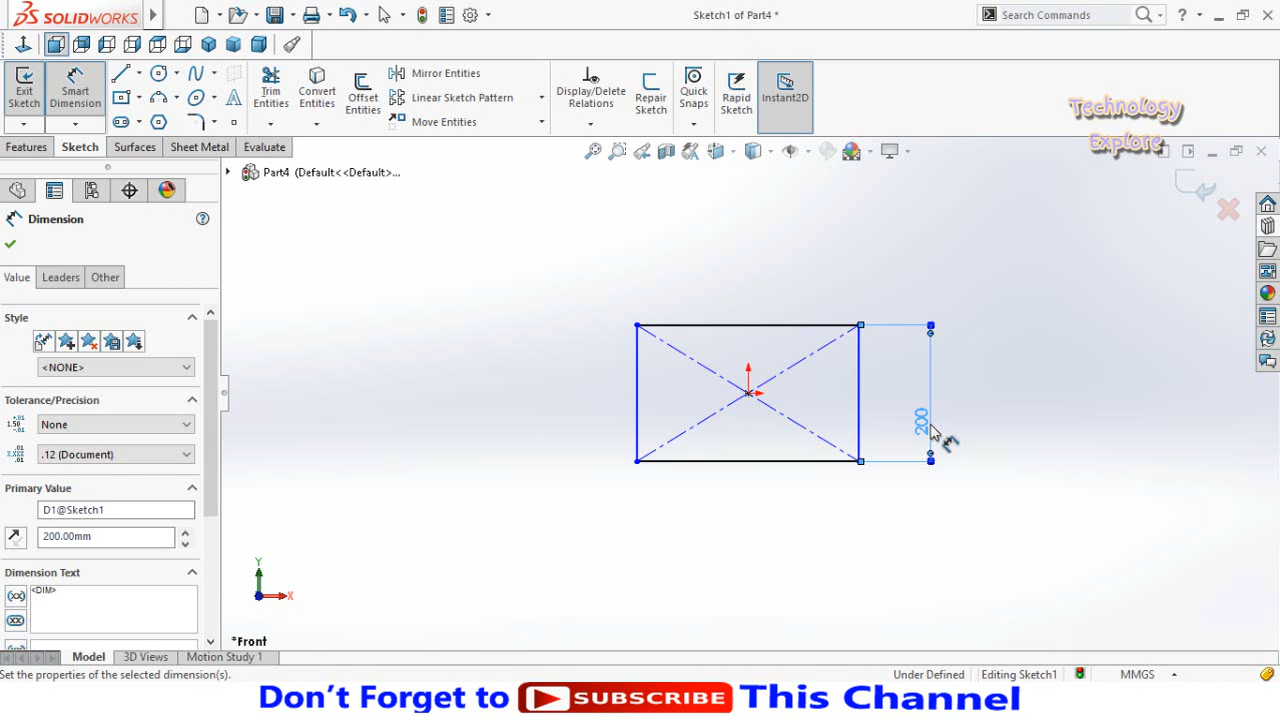 SOLIDWORKS
Sketch1 of Part4 *
Search Commands
Exit Sketch
Smart Dimension
Trim Entities
Convert Entities
Offset Entities
Mirror Entities
Linear Sketch Pattern
Move Entities
Display/Delete Relations
Repair Sketch
Quick Snaps
Rapid Sketch
Instant2D
Technology
Explore
Features
Sketch
Surfaces
Sheet Metal
Evaluate
Part4 (Default<<Default>...
Dimension
Value
Leaders
Other
Style
<NONE>
Tolerance/Precision
None
.12 (Document)
Primary Value
D1@Sketch1
200.00mm
Dimension Text
<DIM>
200
Y
X
*Front
Model
3D Views
Motion Study 1
Set the properties of the selected dimension(s).
Under Defined
Editing Sketch1
MMGS
Don't Forget to SUBSCRIBE This Channel